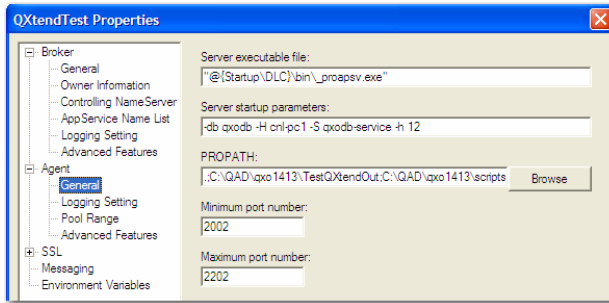 QXtendTest Properties
Broker
General
Owner Information
Controlling NameServer
AppService Name List
Logging Setting
Advanced Features
Agent
General
Logging Setting
Pool Range
Advanced Features
SSL
Messaging
Environment Variables
Server executable file:
"@{Startup\DLC}\bin\_proapsv.exe"
Server startup parameters:
-db qxodb -H cnl-pc1 -S qxodb-service -h 12
PROPATH:
.;C:\QAD\qxo1413\TestQXtendOut;C:\QAD\qxo1413\scripts Browse
Minimum port number:
2002
Maximum port number:
2202